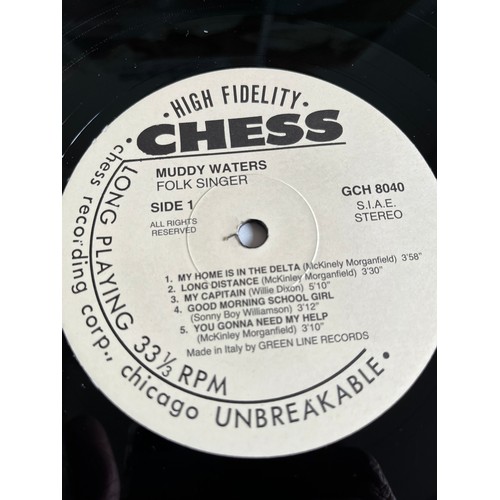 · HIGH FIDELITY ·
CHESS
MUDDY WATERS
FOLK SINGER
SIDE 1
GCH 8040
ALL RIGHTS
RESERVED
S.I.A.E.
STEREO
1. MY HOME IS IN THE DELTA (McKinely Morganfield) 3'58"
2. LONG DISTANCE (McKinley Morganfield) 3'30"
3. MY CAPITAIN (Willie Dixon) 5'10"
4. GOOD MORNING SCHOOL GIRL
(Sonny Boy Williamson) 3'12"
5. YOU GONNA NEED MY HELP
(McKinley Morganfield) 3'10"
Made in Italy by GREEN LINE RECORDS
LONG PLAYING 33 1/3 RPM
· chess recording corp., chicago UNBREAKABLE ·